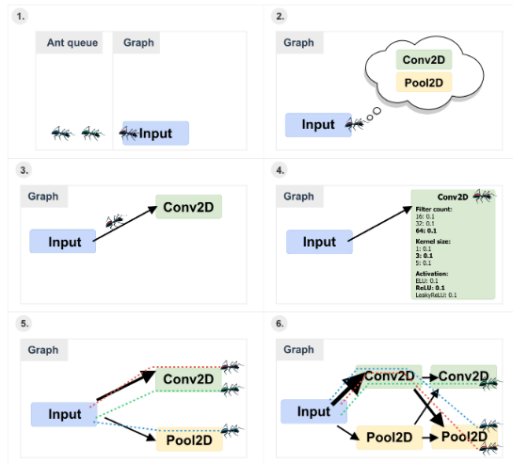 1.
Ant queue
Graph
Input
2.
Graph
Conv2D
Pool2D
Input
3.
Graph
Conv2D
Input
4.
Graph
Conv2D
Filter count:
16: 0.1
32: 0.1
64: 0.1
Input
Kernel size:
1: 0.1
3: 0.1
5: 0.1
Activation:
ELU: 0.1
ReLU: 0.1
LeakyReLU: 0.1
5.
Graph
Conv2D
Input
Pool2D
6.
Graph
Conv2D
Conv2D
Input
Pool2D
Pool2D